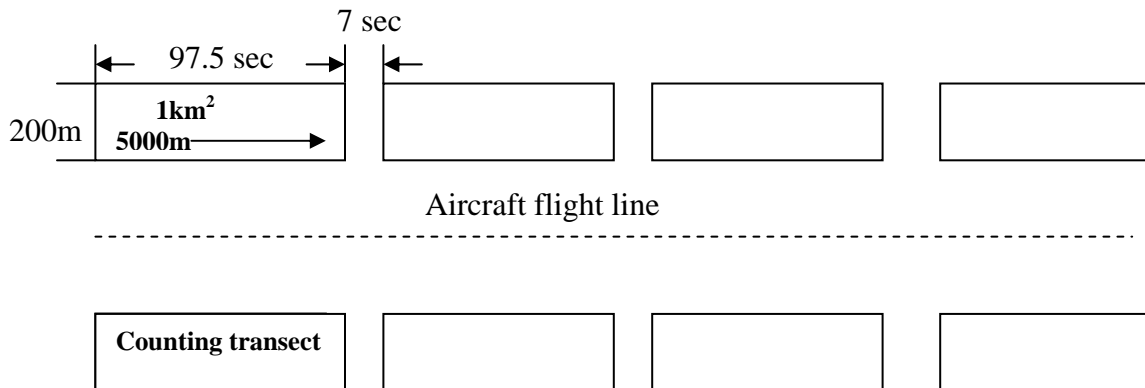 7 sec
97.5 sec
1km²
200m
5000m
Aircraft flight line
Counting transect